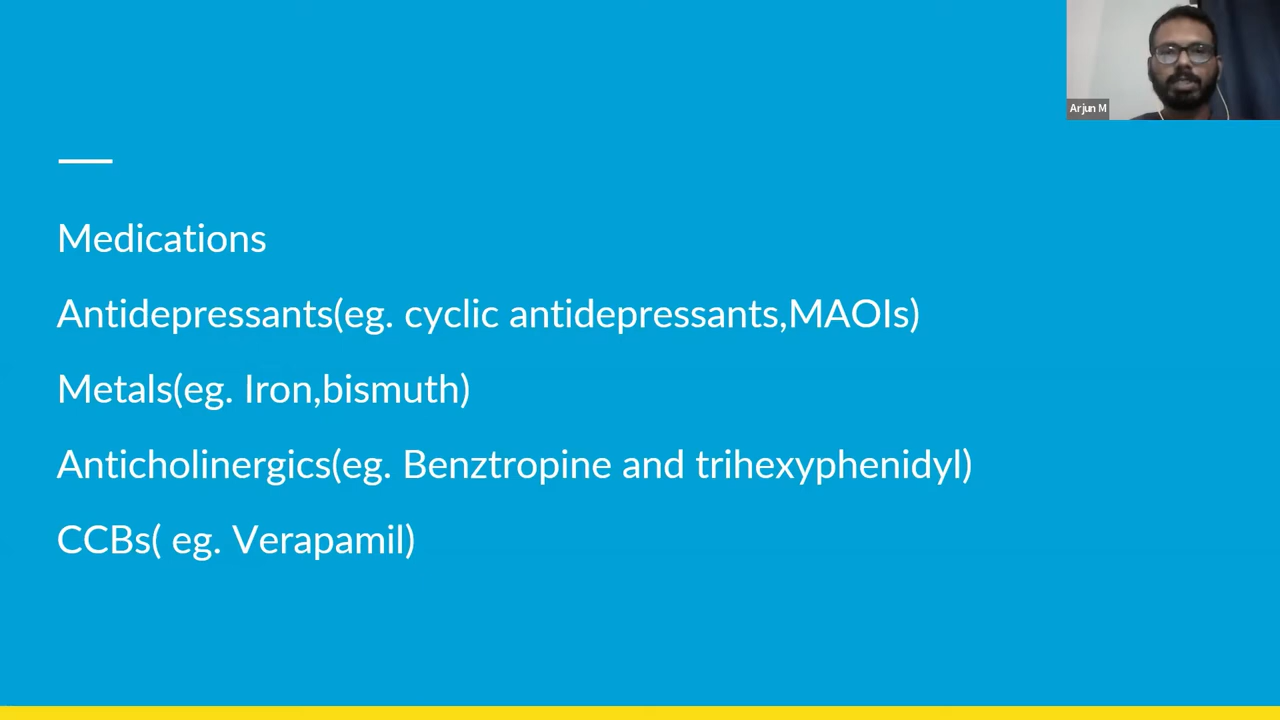 Arjun M
Medications
Antidepressants(eg. cyclic antidepressants,MAOIs)
Metals(eg. Iron,bismuth)
Anticholinergics(eg. Benztropine and trihexyphenidyl)
CCBs( eg. Verapamil)